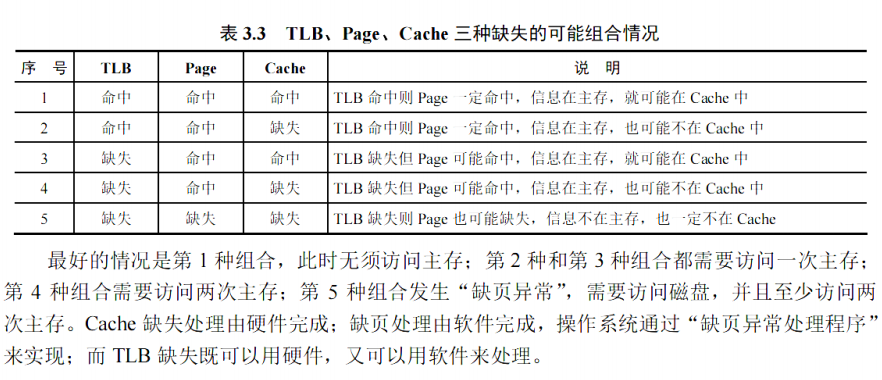 表 3.3 TLB、Page、Cache 三种缺失的可能组合情况
序 号 TLB Page Cache 说 明
1 命中 命中 命中 TLB 命中则 Page 一定命中，信息在主存，就可能在 Cache 中
2 命中 命中 缺失 TLB 命中则 Page 一定命中，信息在主存，也可能不在 Cache 中
3 缺失 命中 命中 TLB 缺失但 Page 可能命中，信息在主存，就可能在 Cache 中
4 缺失 命中 缺失 TLB 缺失但 Page 可能命中，信息在主存，也可能不在 Cache 中
5 缺失 缺失 缺失 TLB 缺失则 Page 也可能缺失，信息不在主存，也一定不在 Cache
最好的情况是第 1 种组合，此时无须访问主存；第 2 种和第 3 种组合都需要访问一次主存；
第 4 种组合需要访问两次主存；第 5 种组合发生“缺页异常”，需要访问磁盘，并且至少访问两
次主存。Cache 缺失处理由硬件完成；缺页处理由软件完成，操作系统通过“缺页异常处理程序”
来实现；而 TLB 缺失既可以用硬件，又可以用软件来处理。